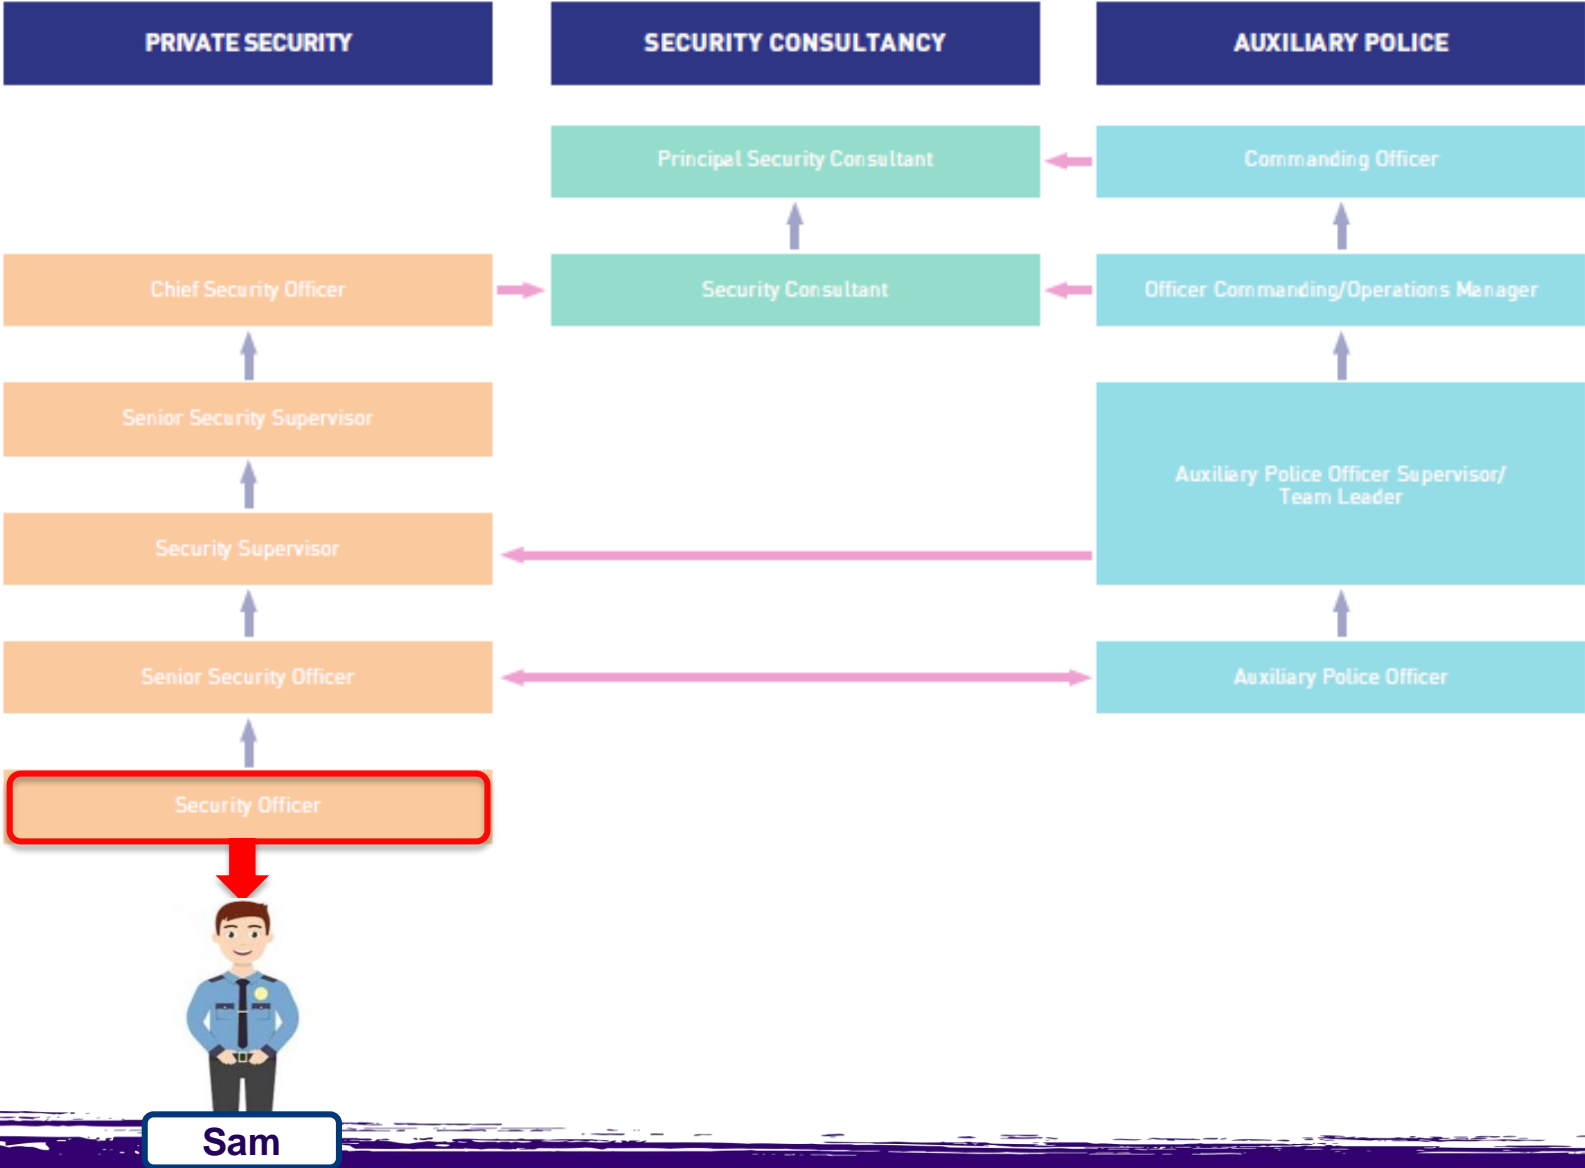 PRIVATE SECURITY
SECURITY CONSULTANCY
AUXILIARY POLICE
Principal Security Consultant
Commanding Officer
Chief Security Officer
Security Consultant
Officer Commanding/Operations Manager
Senior Security Supervisor
Auxiliary Police Officer Supervisor/
Team Leader
Security Supervisor
Senior Security Officer
Auxiliary Police Officer
Security Officer
Sam